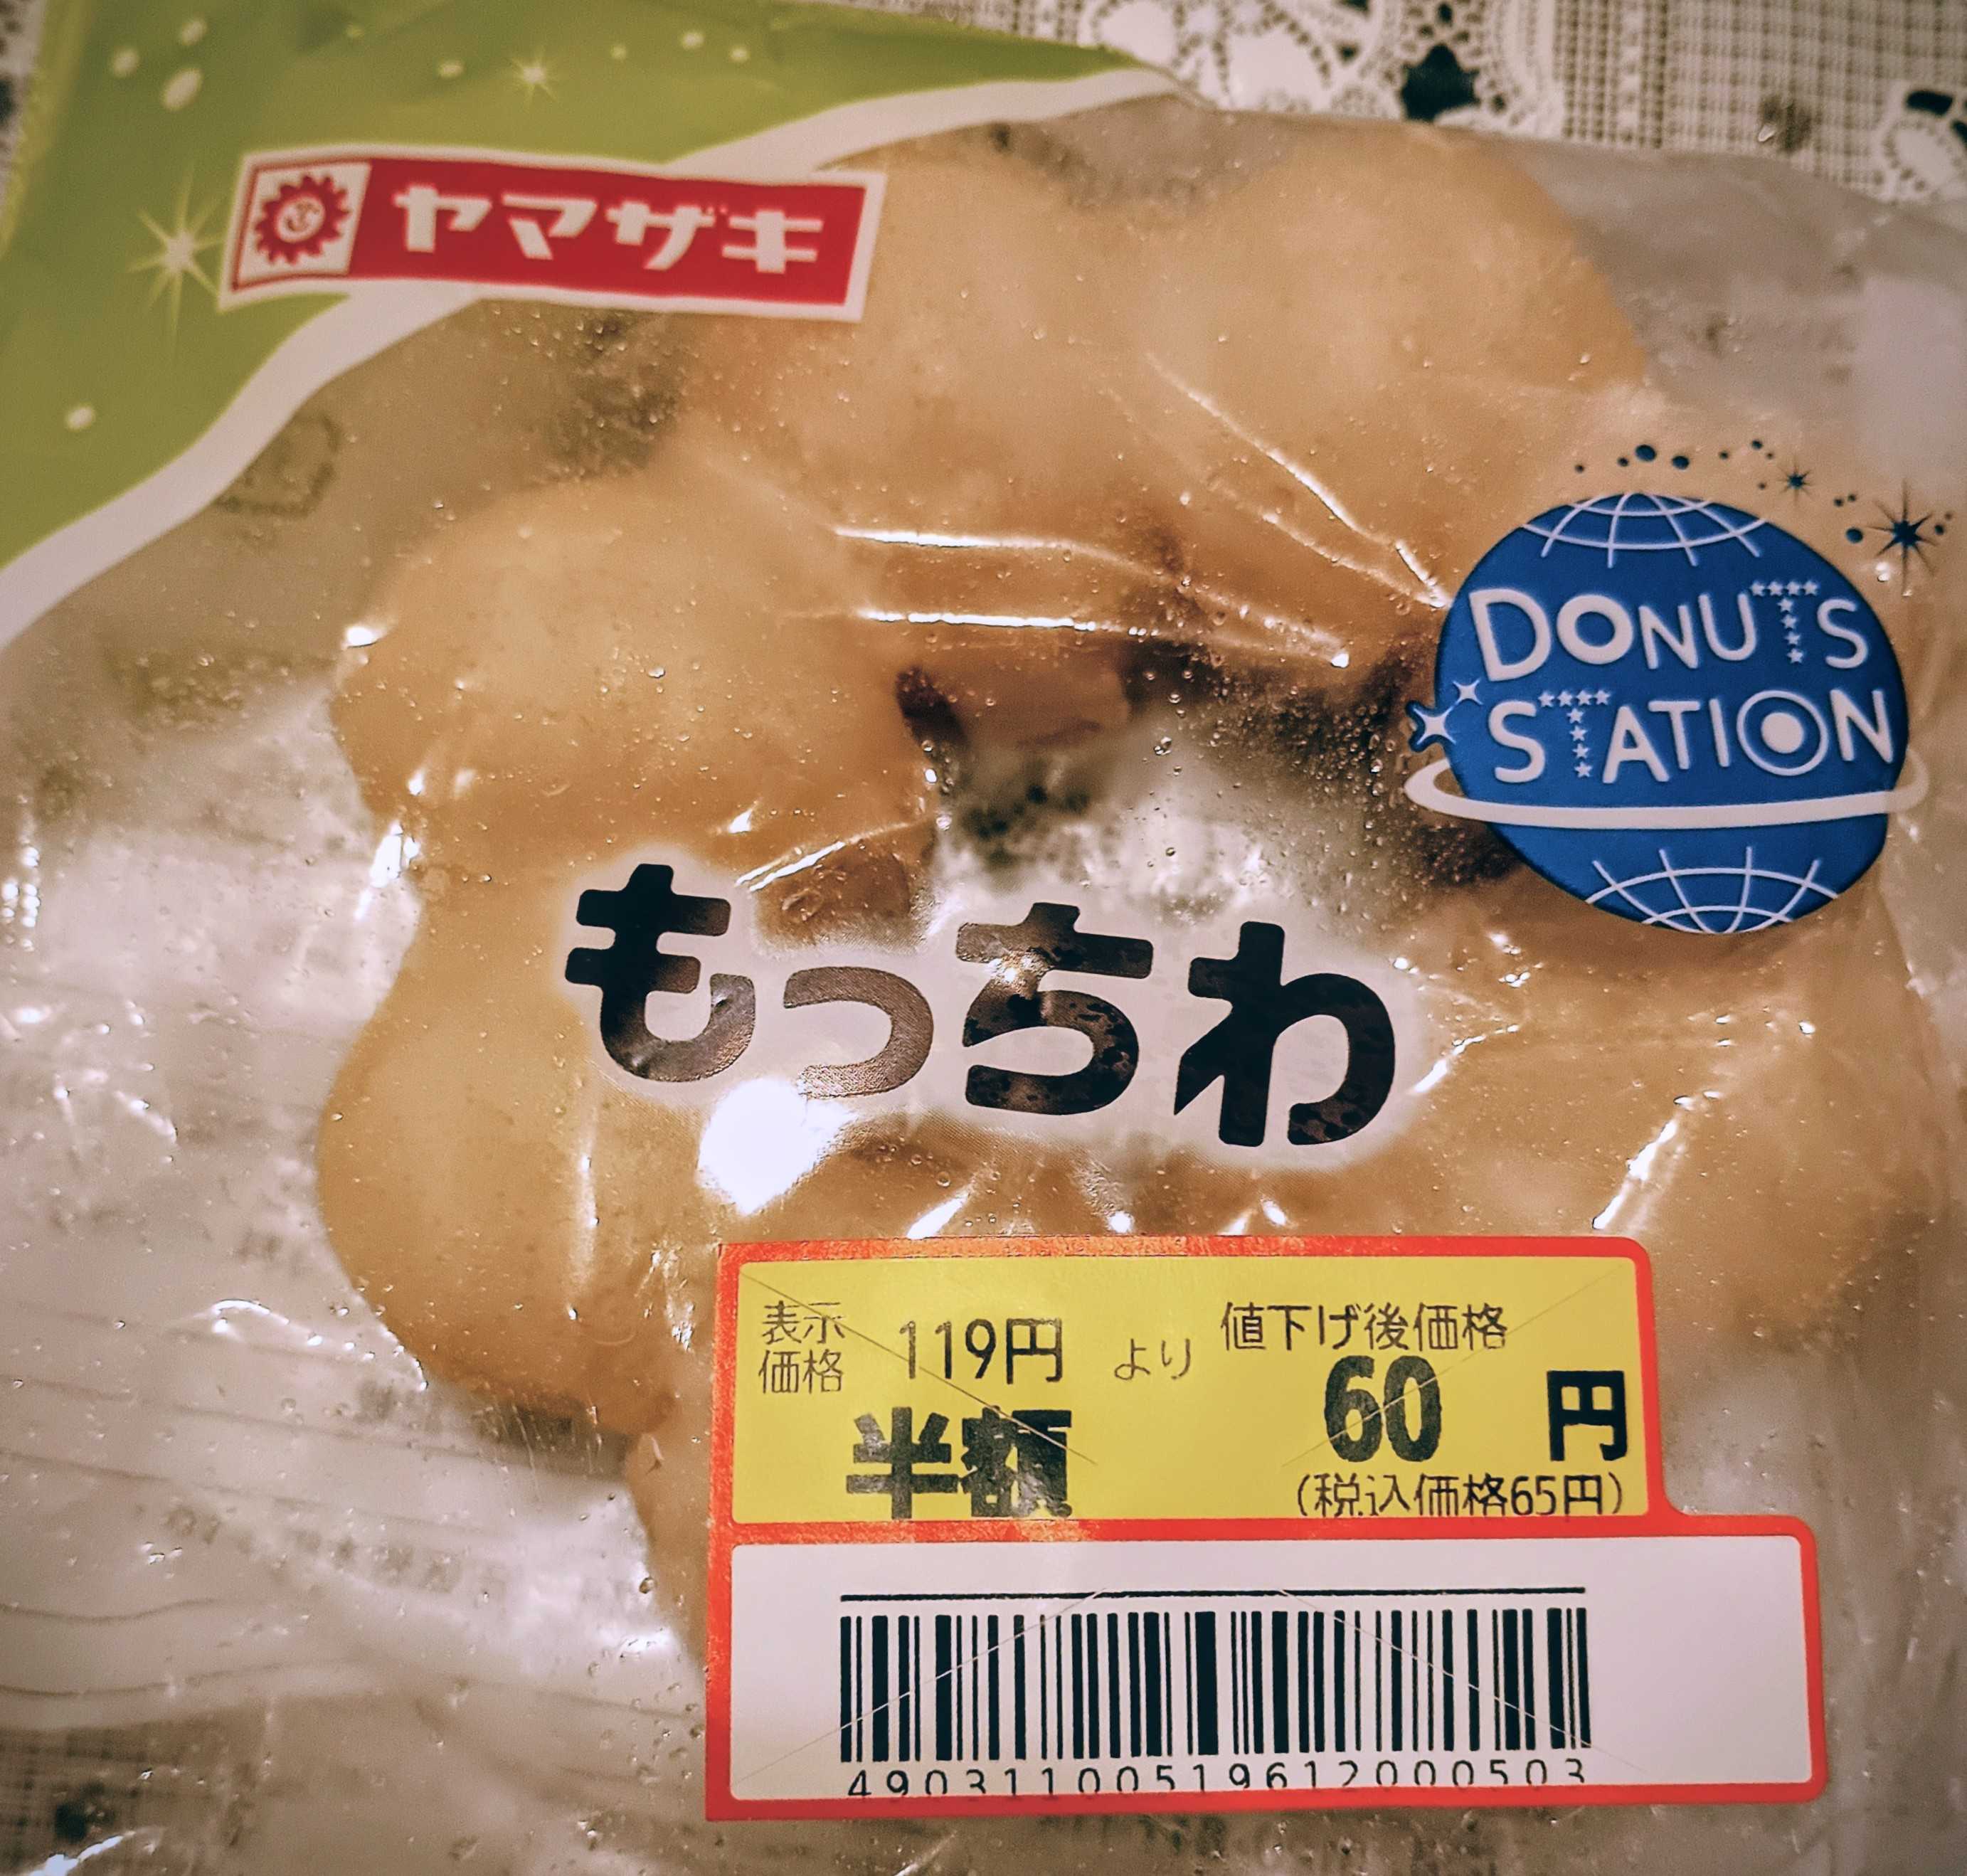 ヤマザキ
DONUTS
STATION
もっちわ
表示
価格
119円 より
値下げ後価格
半額
60 円
(税込価格65円)
49031100519612000503